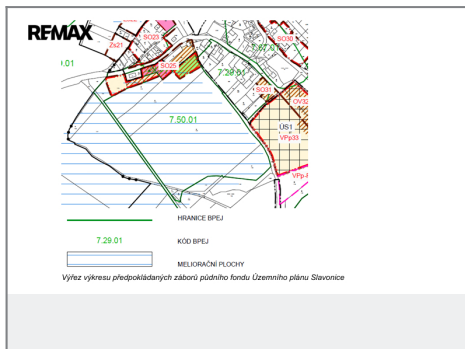 RE/MAX
SO23
Zs21
SO25
SO30
7.29.01
SO31
OV32
7.50.01
ÚS1
VPp33
HRANICE BPEJ
7.29.01
KÓD BPEJ
MELIORAČNÍ PLOCHY
Výřez výkresu předpokládaných záborů půdního fondu Územního plánu Slavonice